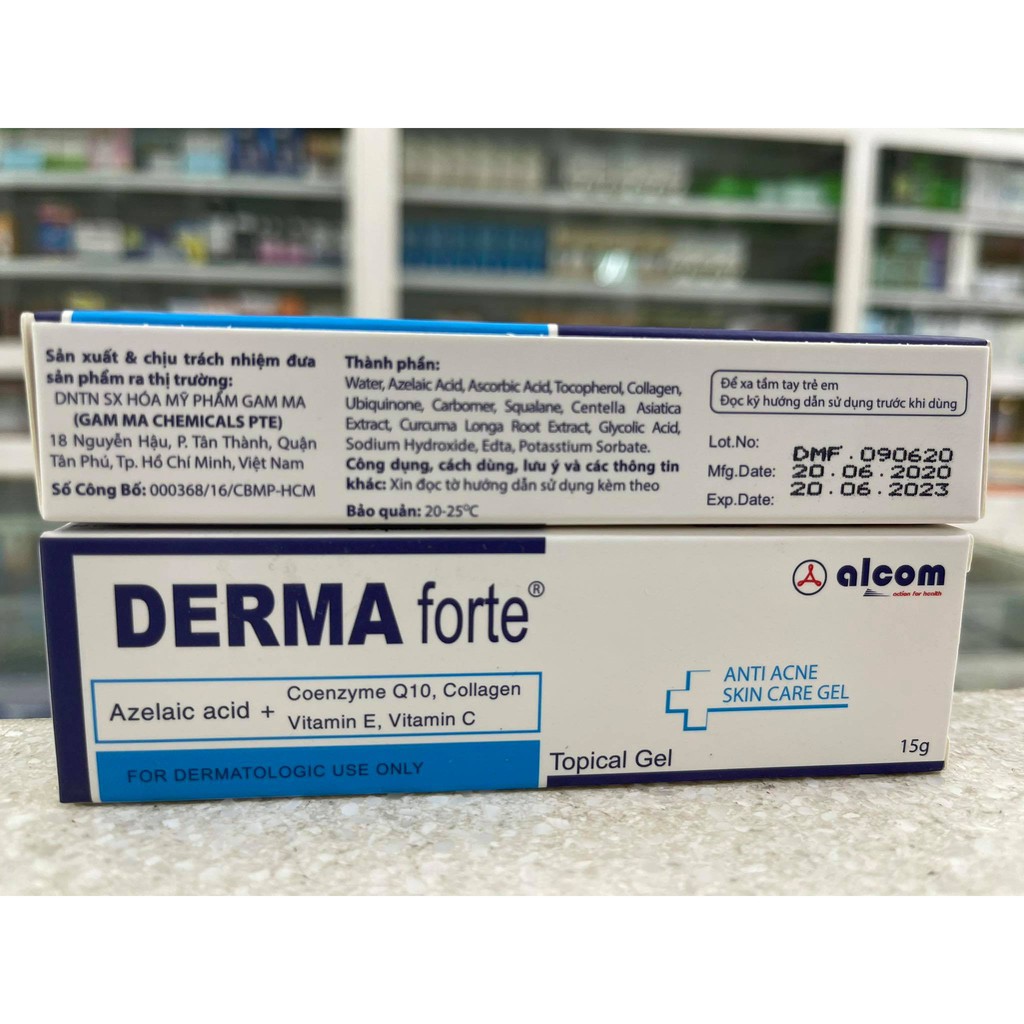 Sản xuất & chịu trách nhiệm đưa
sản phẩm ra thị trường:
DNTN SX HÓA MỸ PHẨM GAM MA
(GAM MA CHEMICALS PTE)
18 Nguyễn Hậu, P. Tân Thành, Quận
Tân Phú, Tp. Hồ Chí Minh, Việt Nam
Số Công Bố: 000368/16/CBMP-HCM
Thành phần:
Water, Azelaic Acid, Ascorbic Acid, Tocopherol, Collagen,
Ubiquinone, Carbomer, Squalane, Centella Asiatica
Extract, Curcuma Longa Root Extract, Glycolic Acid,
Sodium Hydroxide, Edta, Potasstium Sorbate.
Công dụng, cách dùng, lưu ý và các thông tin
khác: Xin đọc tờ hướng dẫn sử dụng kèm theo
Bảo quản: 20-25°C
Để xa tầm tay trẻ em
Đọc kỹ hướng dẫn sử dụng trước khi dùng
Lot.No: DMF.090620
Mfg.Date: 20.06.2020
Exp.Date: 20.06.2023
DERMA forte®
alcom
action for health
Azelaic acid + Coenzyme Q10, Collagen
Vitamin E, Vitamin C
ANTI ACNE
SKIN CARE GEL
FOR DERMATOLOGIC USE ONLY
Topical Gel
15g